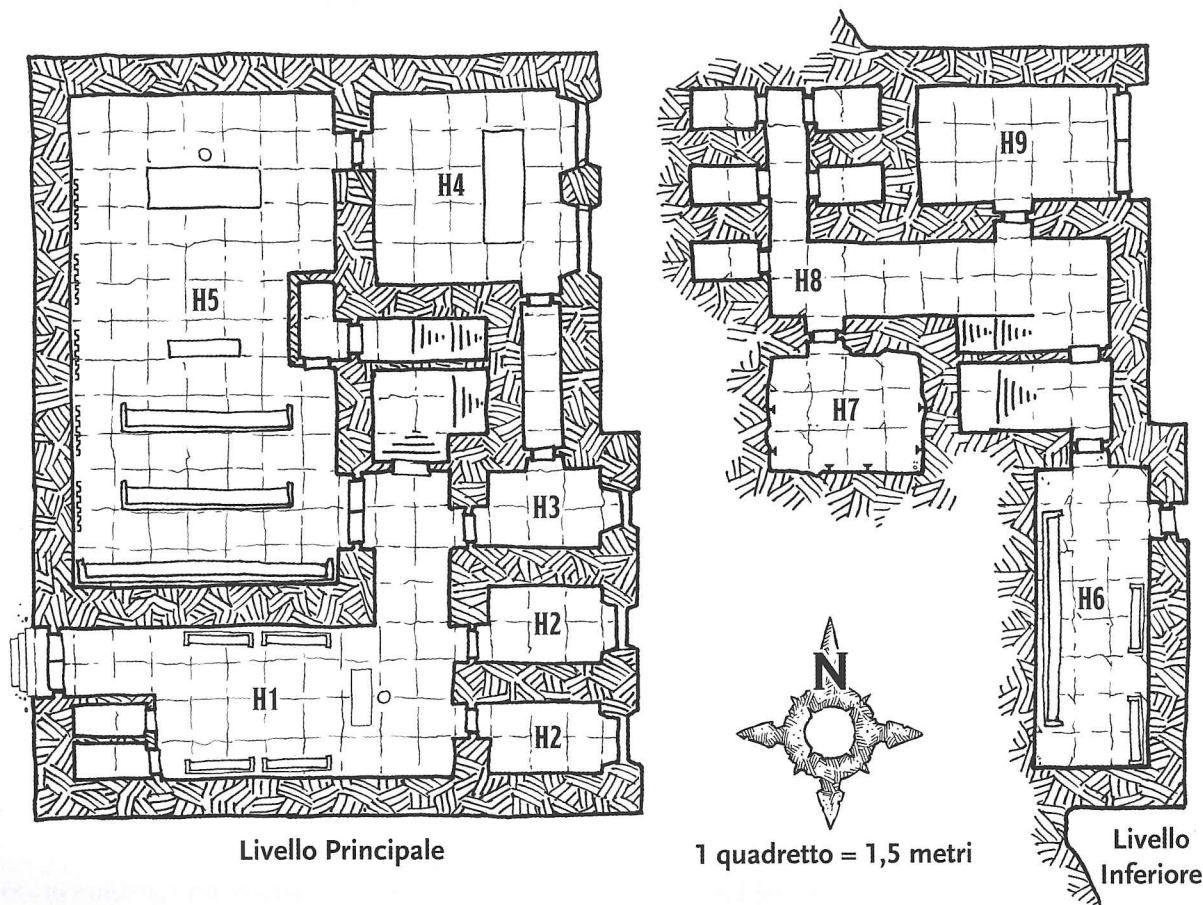 H9
H4
H5
H8
H7
H3
H6
H2
H1
N
H2
Livello Principale
1 quadretto = 1,5 metri
Livello
Inferiore